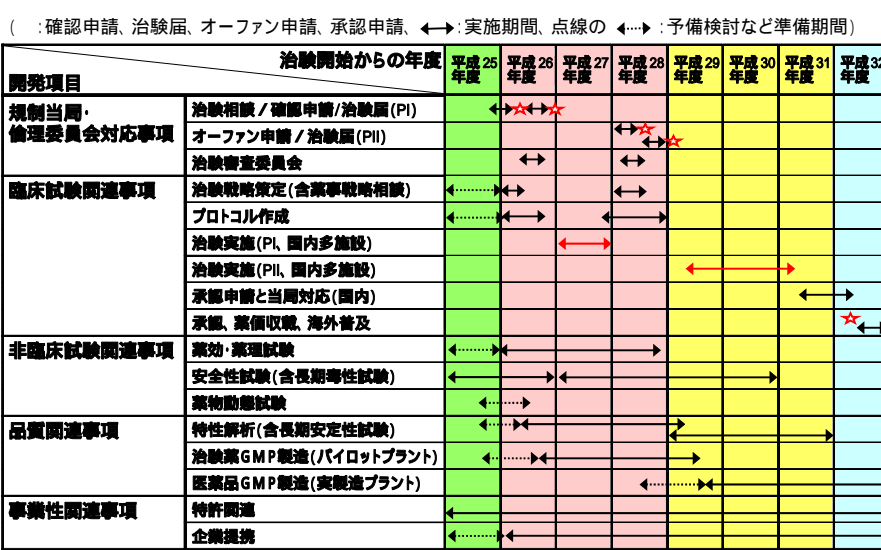 ( :確認申請、治験届、オーファン申請、承認申請、 :実施期間、点線の :予備検討など準備期間)
治験開始からの年度
開発項目
平成25年度
平成26年度
平成27年度
平成28年度
平成29年度
平成30年度
平成31年度
平成32年度
規制当局・倫理委員会対応事項
治験相談/確認申請/治験届(PI)
オーファン申請/治験届(PII)
治験審査委員会
臨床試験関連事項
治験戦略策定(含薬事戦略相談)
プロトコル作成
治験実施(PI、国内多施設)
治験実施(PII、国内多施設)
承認申請と当局対応(国内)
承認、薬価収載、海外普及
非臨床試験関連事項
薬効・薬理試験
安全性試験(含長期毒性試験)
薬物動態試験
品質関連事項
特性解析(含長期安定性試験)
治験薬GMP製造(パイロットプラント)
医薬品GMP製造(実製造プラント)
事業性関連事項
特許関連
企業提携